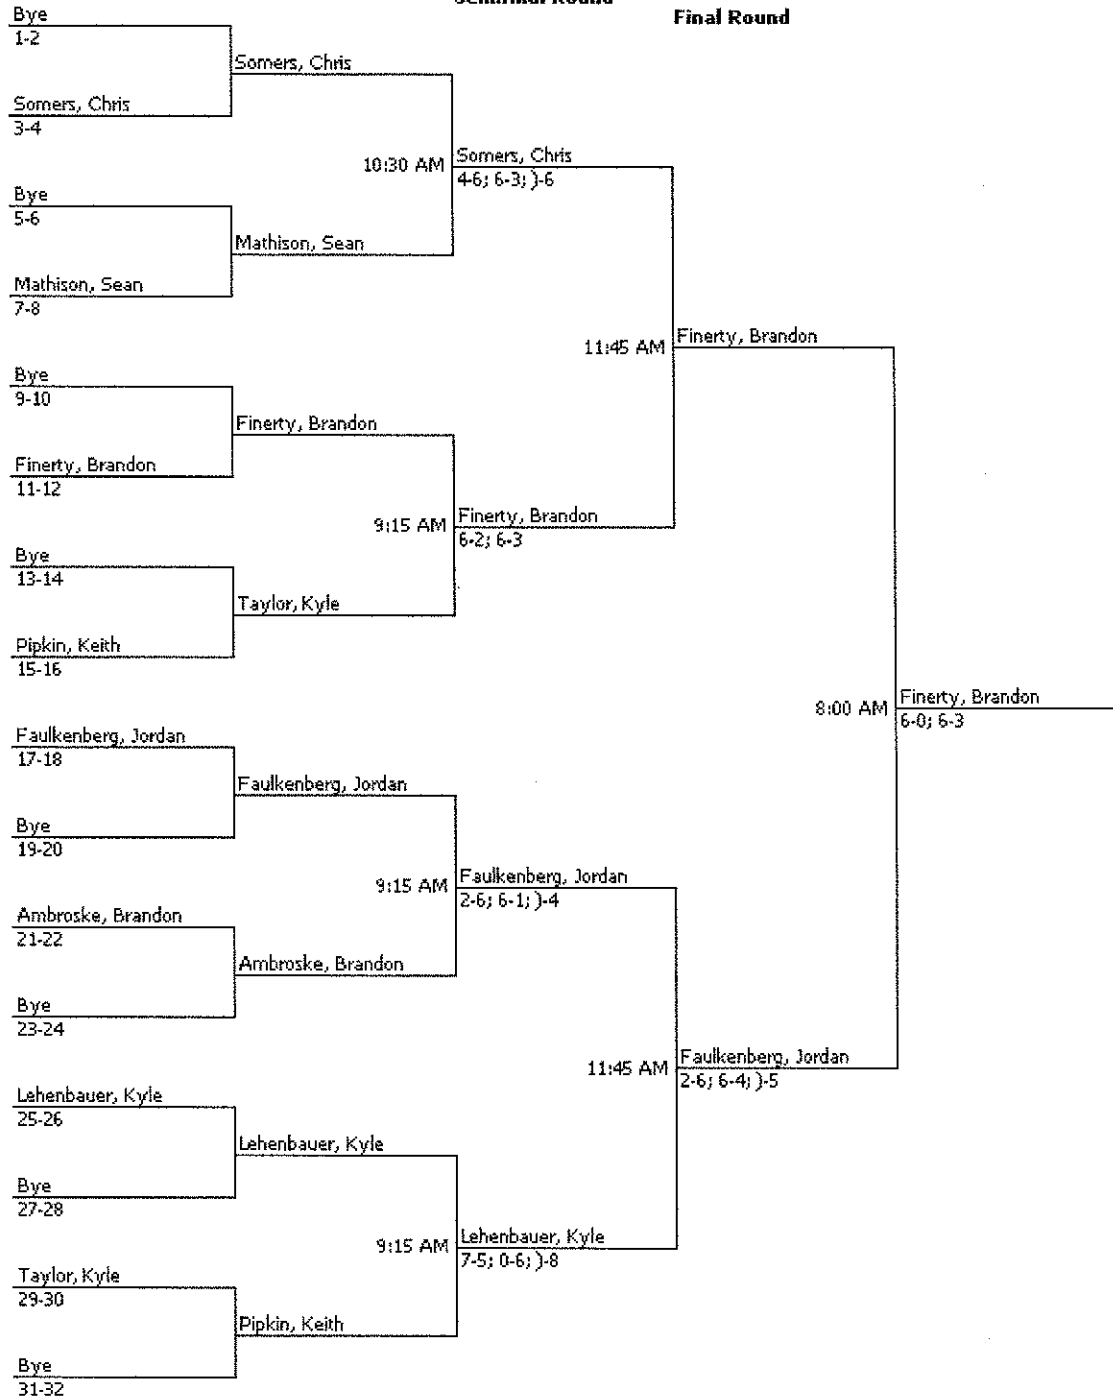 Semifinal Round
Final Round
Bye
1-2
Somers, Chris
Somers, Chris
3-4
10:30 AM
Somers, Chris
4-6; 6-3; )-6
Bye
5-6
Mathison, Sean
Mathison, Sean
7-8
11:45 AM
Finerty, Brandon
Bye
9-10
Finerty, Brandon
Finerty, Brandon
11-12
9:15 AM
Finerty, Brandon
6-2; 6-3
Bye
13-14
Taylor, Kyle
Pipkin, Keith
15-16
8:00 AM
Finerty, Brandon
6-0; 6-3
Faulkenberg, Jordan
17-18
Faulkenberg, Jordan
Bye
19-20
9:15 AM
Faulkenberg, Jordan
2-6; 6-1; )-4
Ambroske, Brandon
21-22
Ambroske, Brandon
Bye
23-24
11:45 AM
Faulkenberg, Jordan
2-6; 6-4; )-5
Lehenbauer, Kyle
25-26
Lehenbauer, Kyle
Bye
27-28
9:15 AM
Lehenbauer, Kyle
7-5; 0-6; )-8
Taylor, Kyle
29-30
Pipkin, Keith
Bye
31-32